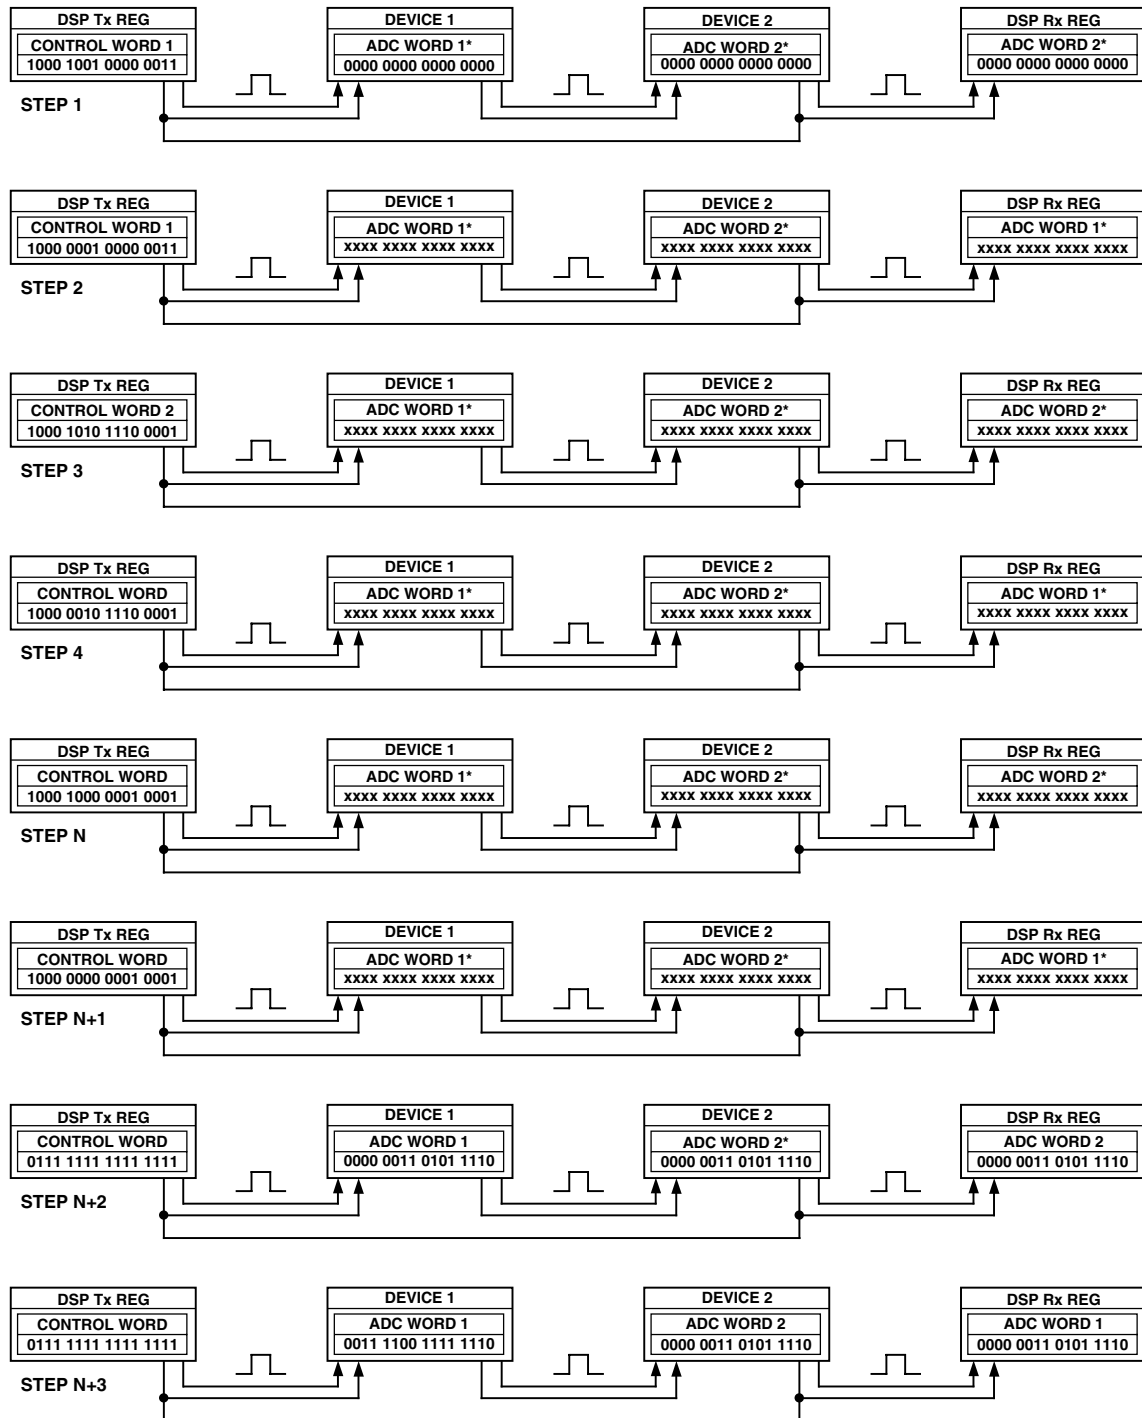 DSP Tx REG DEVICE 1 DEVICE 2 DSP Rx REG
CONTROL WORD 1 ADC WORD 1* ADC WORD 2* ADC WORD 2*
1000 1001 0000 0011 0000 0000 0000 0000 0000 0000 0000 0000 0000 0000 0000 0000
STEP 1
DSP Tx REG DEVICE 1 DEVICE 2 DSP Rx REG
CONTROL WORD 1 ADC WORD 1* ADC WORD 2* ADC WORD 1*
1000 0001 0000 0011 xxxx xxxx xxxx xxxx xxxx xxxx xxxx xxxx xxxx xxxx xxxx xxxx
STEP 2
DSP Tx REG DEVICE 1 DEVICE 2 DSP Rx REG
CONTROL WORD 2 ADC WORD 1* ADC WORD 2* ADC WORD 2*
1000 1010 1110 0001 xxxx xxxx xxxx xxxx xxxx xxxx xxxx xxxx xxxx xxxx xxxx xxxx
STEP 3
DSP Tx REG DEVICE 1 DEVICE 2 DSP Rx REG
CONTROL WORD ADC WORD 1* ADC WORD 2* ADC WORD 1*
1000 0010 1110 0001 xxxx xxxx xxxx xxxx xxxx xxxx xxxx xxxx xxxx xxxx xxxx xxxx
STEP 4
DSP Tx REG DEVICE 1 DEVICE 2 DSP Rx REG
CONTROL WORD ADC WORD 1* ADC WORD 2* ADC WORD 2*
1000 1000 0001 0001 xxxx xxxx xxxx xxxx xxxx xxxx xxxx xxxx xxxx xxxx xxxx xxxx
STEP N
DSP Tx REG DEVICE 1 DEVICE 2 DSP Rx REG
CONTROL WORD ADC WORD 1* ADC WORD 2* ADC WORD 1*
1000 0000 0001 0001 xxxx xxxx xxxx xxxx xxxx xxxx xxxx xxxx xxxx xxxx xxxx xxxx
STEP N+1
DSP Tx REG DEVICE 1 DEVICE 2 DSP Rx REG
CONTROL WORD ADC WORD 1 ADC WORD 2* ADC WORD 2
0111 1111 1111 1111 0000 0011 0101 1110 0000 0011 0101 1110 0000 0011 0101 1110
STEP N+2
DSP Tx REG DEVICE 1 DEVICE 2 DSP Rx REG
CONTROL WORD ADC WORD 1 ADC WORD 2 ADC WORD 1
0111 1111 1111 1111 0011 1100 1111 1110 0000 0011 0101 1110 0000 0011 0101 1110
STEP N+3